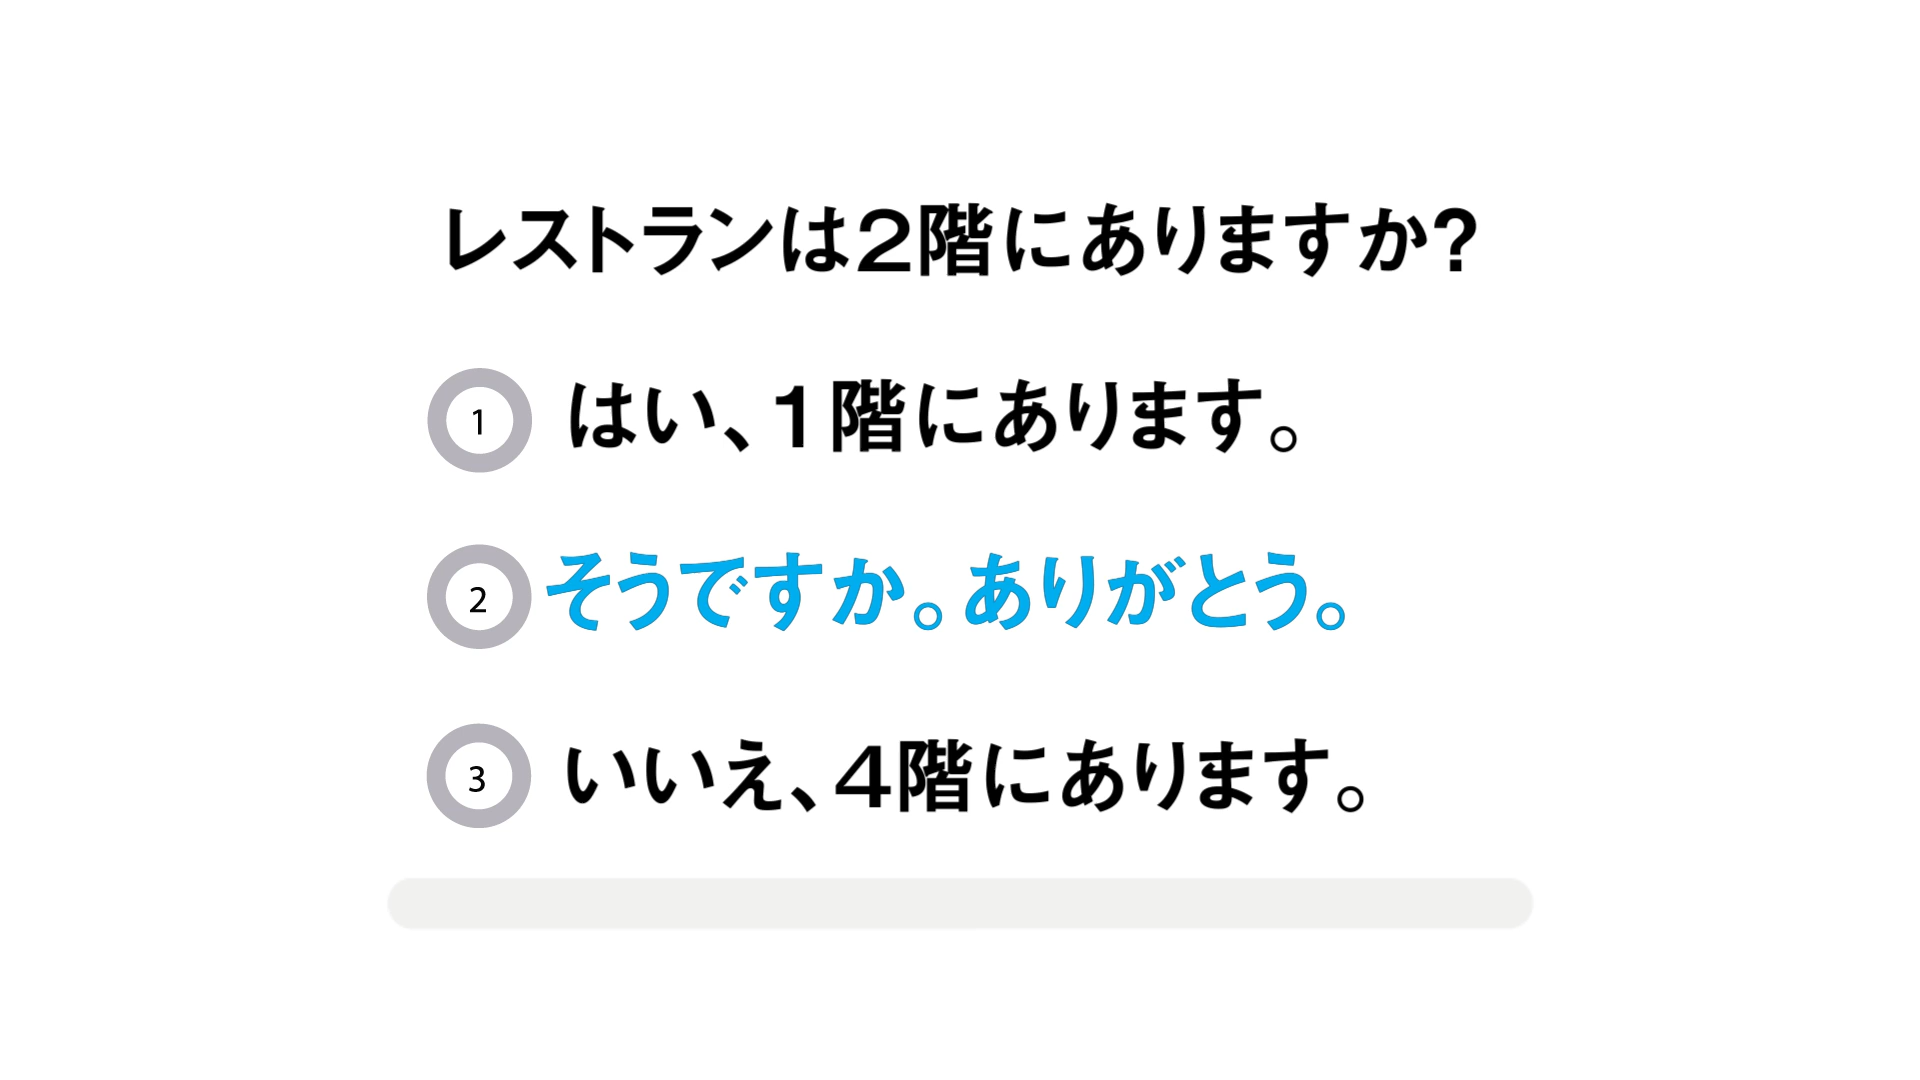 レストランは2階にありますか?
1 はい、1階にあります。
2 そうですか。ありがとう。
3 いいえ、4階にあります。